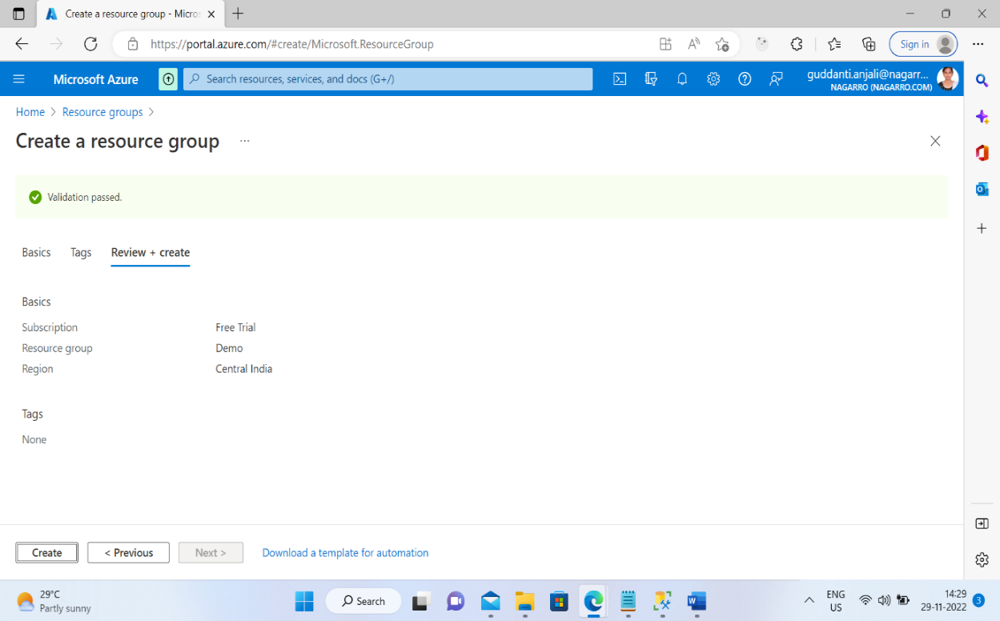 Create a resource group - Micros
https://portal.azure.com/#create/Microsoft.ResourceGroup
Sign in
Microsoft Azure
Search resources, services, and docs (G+/)
guddanti.anjali@nagarr...
NAGARRO (NAGARRO.COM)
Home > Resource groups >
Create a resource group ...
Validation passed.
Basics Tags Review + create
Basics
Subscription Free Trial
Resource group Demo
Region Central India
Tags
None
Create < Previous Next > Download a template for automation
29°C
Partly sunny
Search
ENG
US
14:29
29-11-2022
3